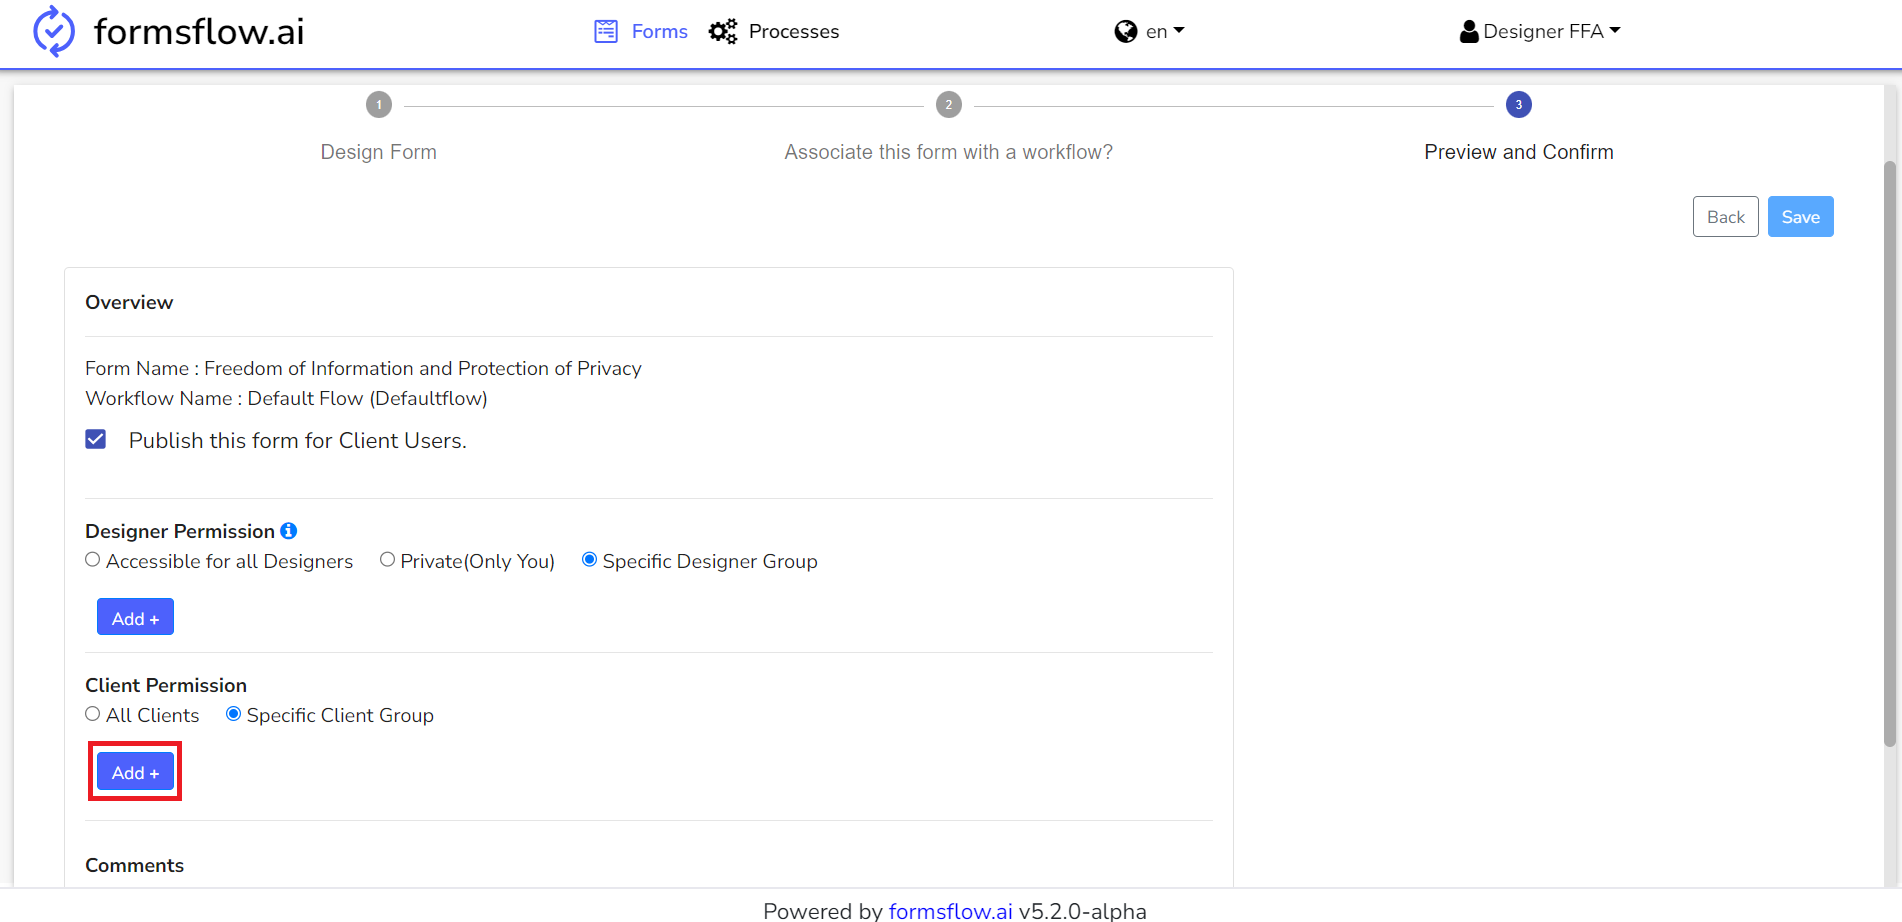 formsflow.ai
Forms Processes
en
Designer FFA
1
2
3
Design Form
Associate this form with a workflow?
Preview and Confirm
Back
Save
Overview
Form Name : Freedom of Information and Protection of Privacy
Workflow Name : Default Flow (Defaultflow)
Publish this form for Client Users.
Designer Permission
Accessible for all Designers Private(Only You) Specific Designer Group
Add +
Client Permission
All Clients Specific Client Group
Add +
Comments
Powered by formsflow.ai v5.2.0-alpha